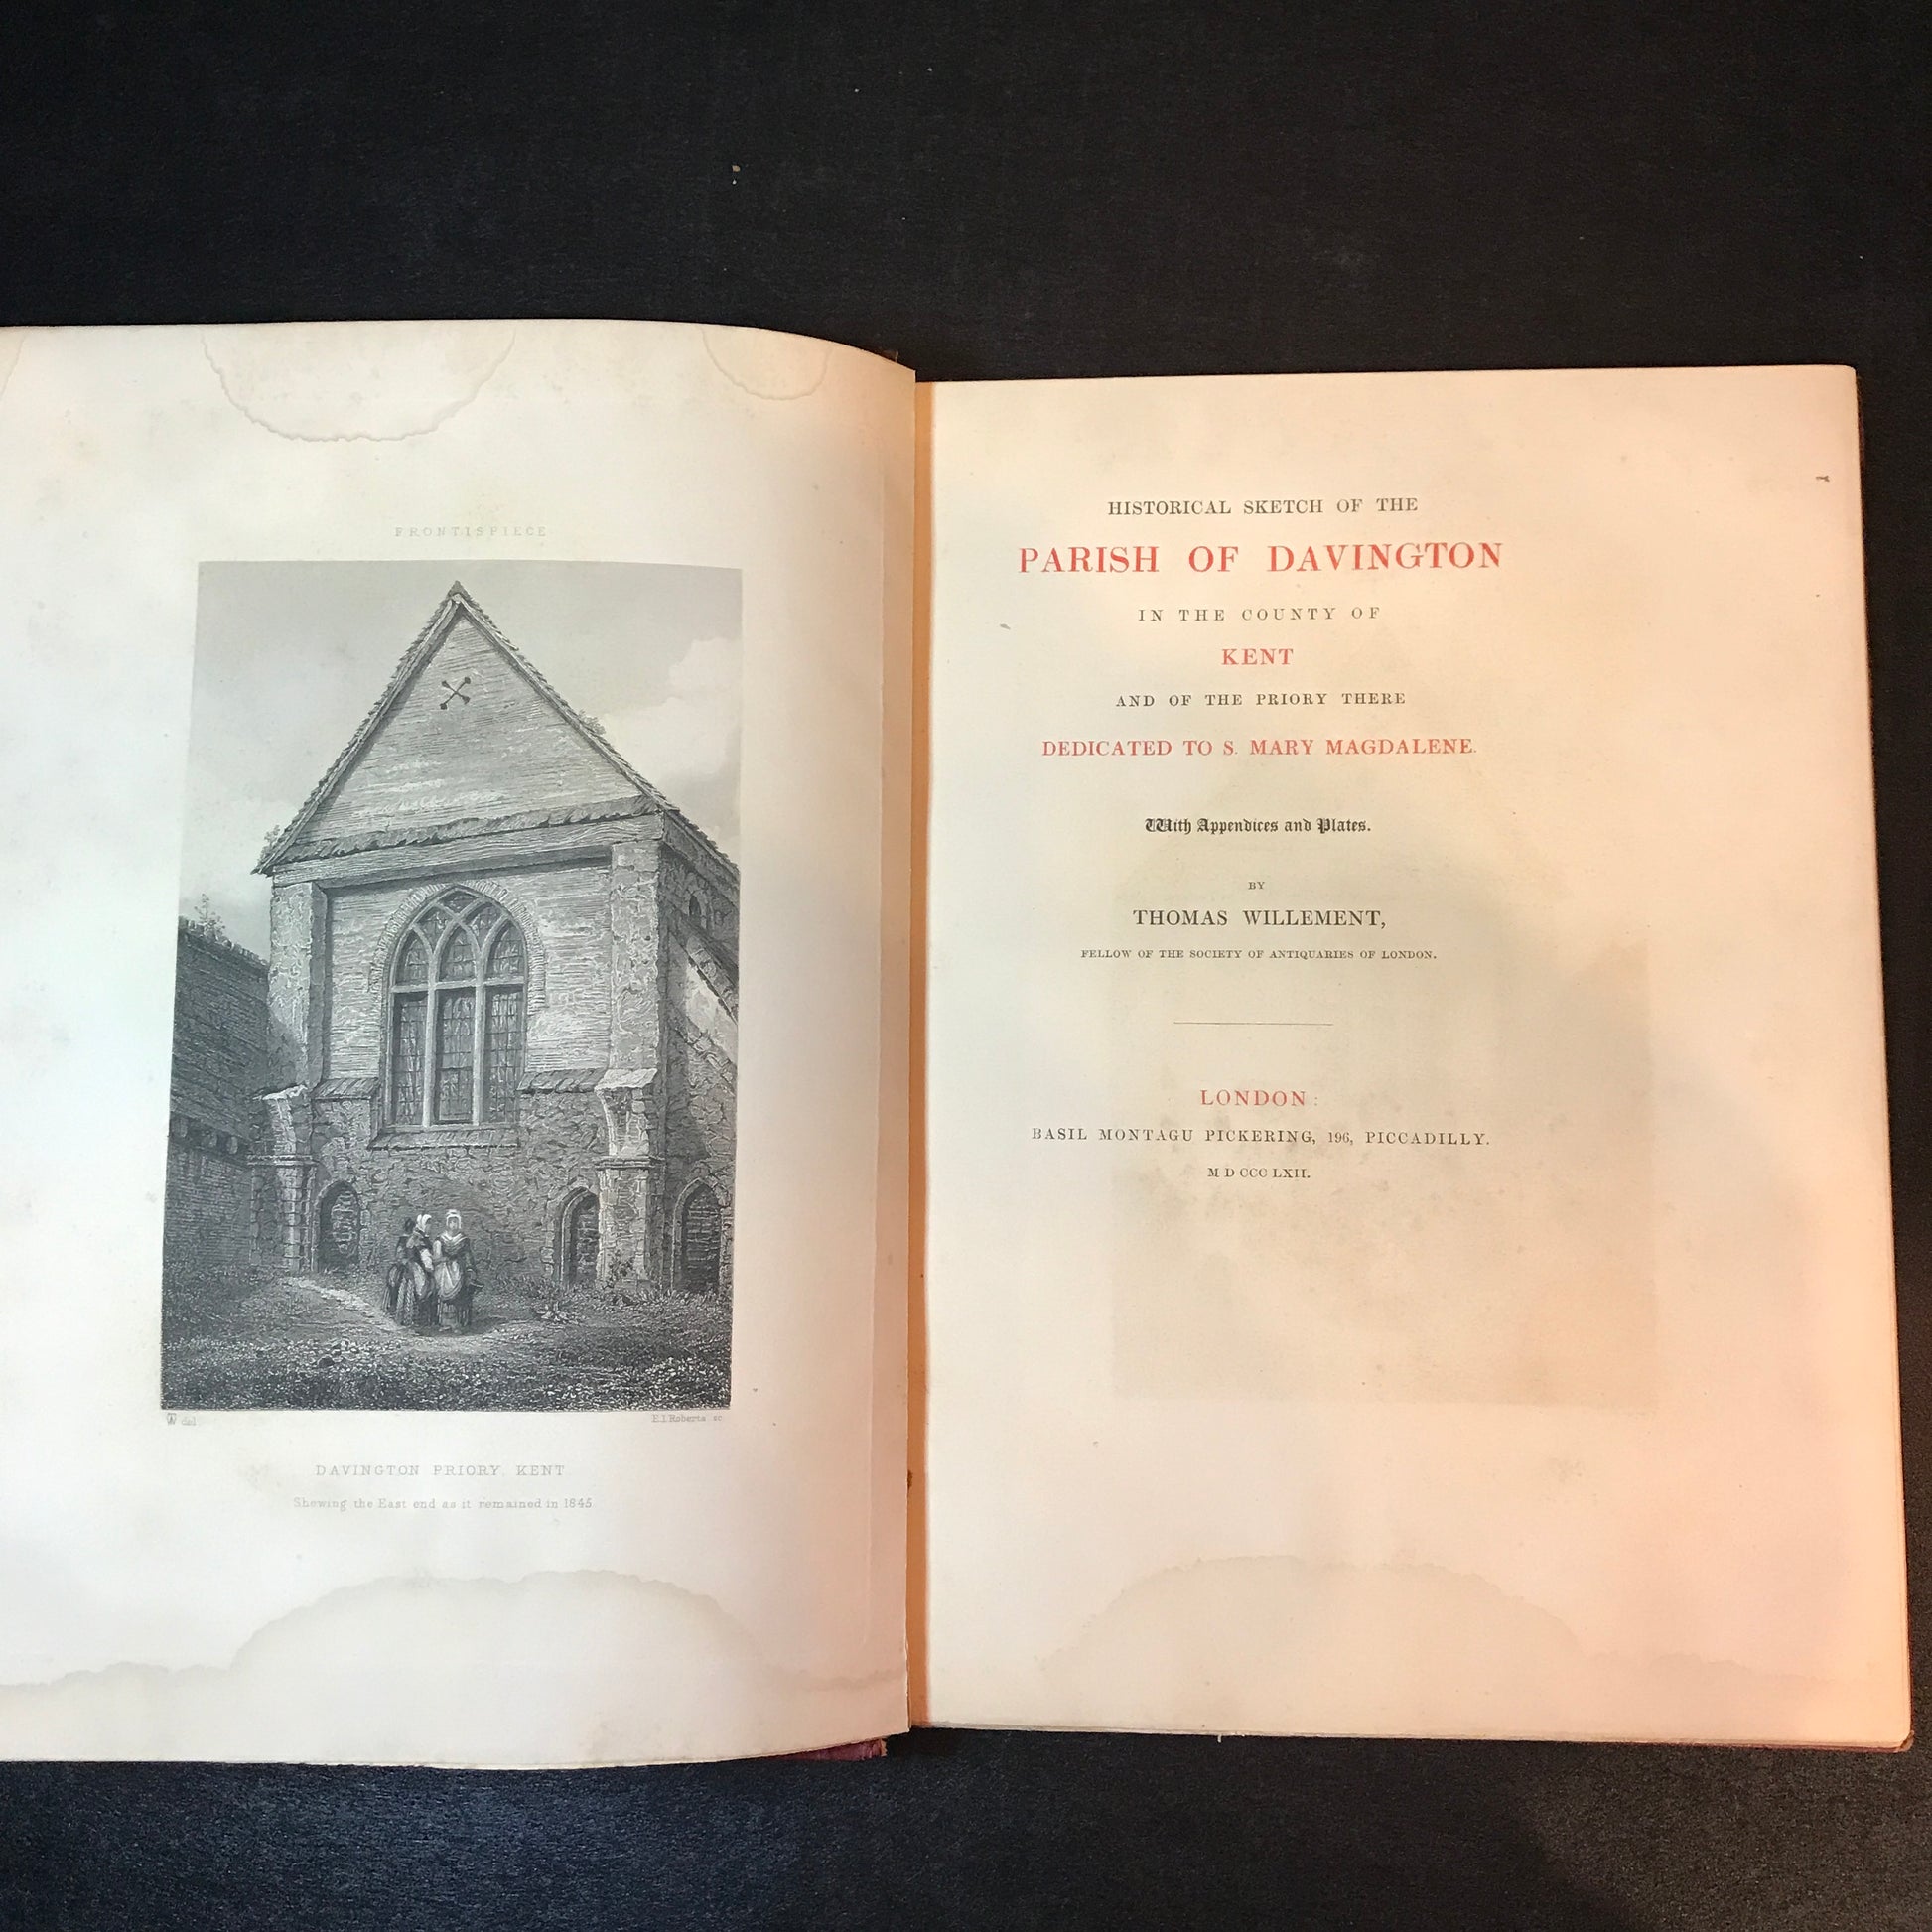 FRONTISPIECE
W del
E.I.Roberts sc
DAVINGTON PRIORY, KENT
Shewing the East end as it remained in 1845
HISTORICAL SKETCH OF THE
PARISH OF DAVINGTON
IN THE COUNTY OF
KENT
AND OF THE PRIORY THERE
DEDICATED TO S. MARY MAGDALENE.
With Appendices and Plates.
BY
THOMAS WILLEMENT,
FELLOW OF THE SOCIETY OF ANTIQUARIES OF LONDON.
LONDON:
BASIL MONTAGU PICKERING, 196, PICCADILLY.
M D CCC LXII.